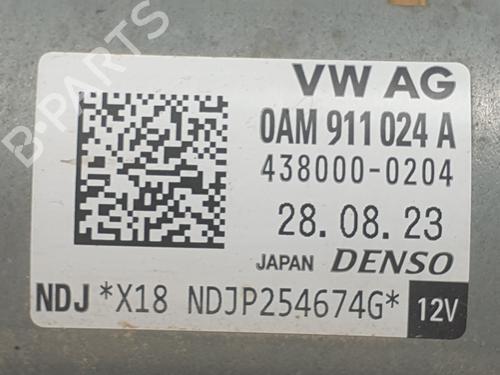 B-PARTS
VW AG
0AM 911 024 A
438000-0204
28.08.23
JAPAN DENSO
NDJ *X18 NDJP254674G* 12V